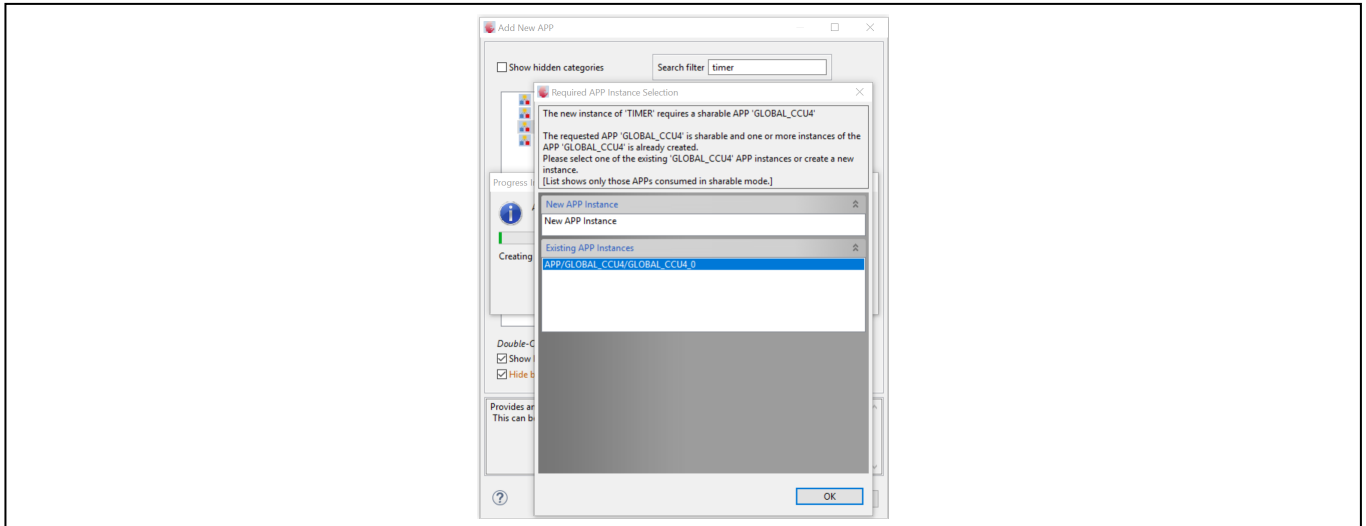 Add New APP
Show hidden categories
Search filter timer
Required APP Instance Selection
The new instance of 'TIMER' requires a sharable APP 'GLOBAL_CCU4'
The requested APP 'GLOBAL_CCU4' is sharable and one or more instances of the
APP 'GLOBAL_CCU4' is already created.
Please select one of the existing 'GLOBAL_CCU4' APP instances or create a new
instance.
[List shows only those APPs consumed in sharable mode.]
Progress
New APP Instance
New APP Instance
Existing APP Instances
Creating
APP/GLOBAL_CCU4/GLOBAL_CCU4_0
Show
Hide
Provides
This can
OK